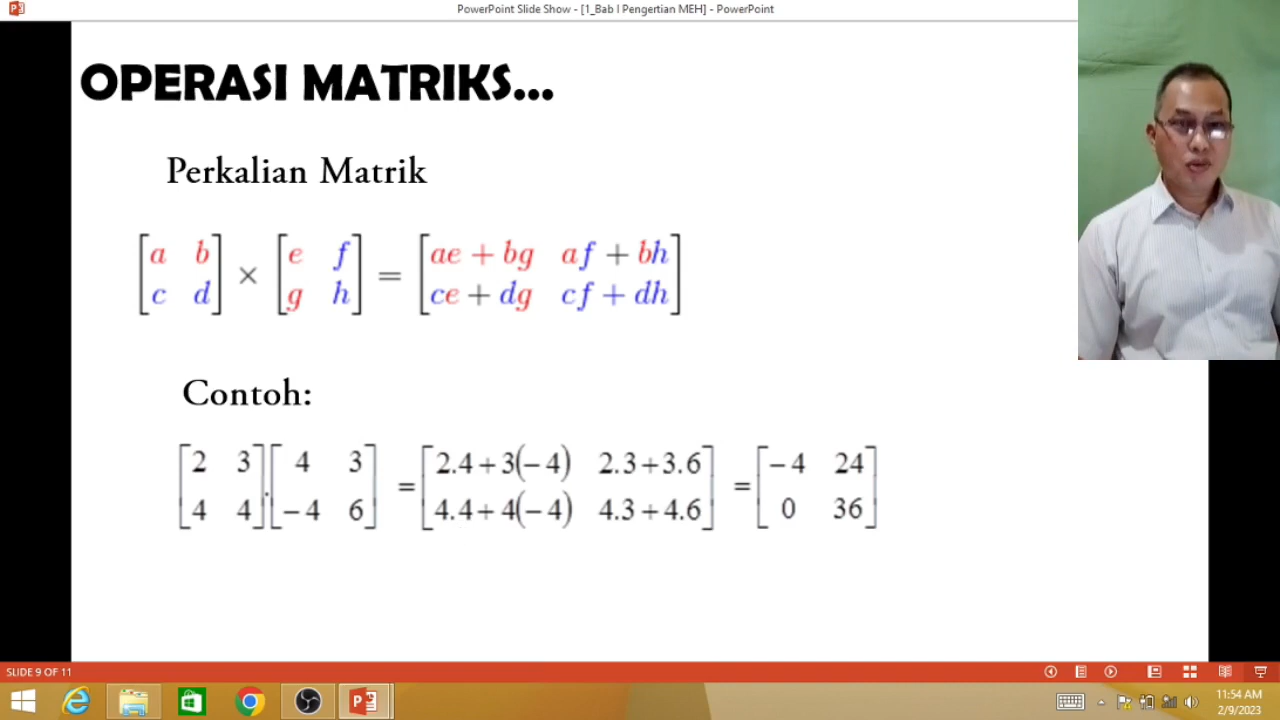 PowerPoint Slide Show - [1_Bab I Pengertian MEH] - PowerPoint
OPERASI MATRIKS...
Perkalian Matrik
[a b; c d] × [e f; g h] = [ae + bg af + bh; ce + dg cf + dh]
Contoh:
[2 3; 4 4].[4 3; −4 6] = [2.4+3(−4) 2.3+3.6; 4.4+4(−4) 4.3+4.6] = [−4 24; 0 36]
SLIDE 9 OF 11
11:54 AM
2/9/2023